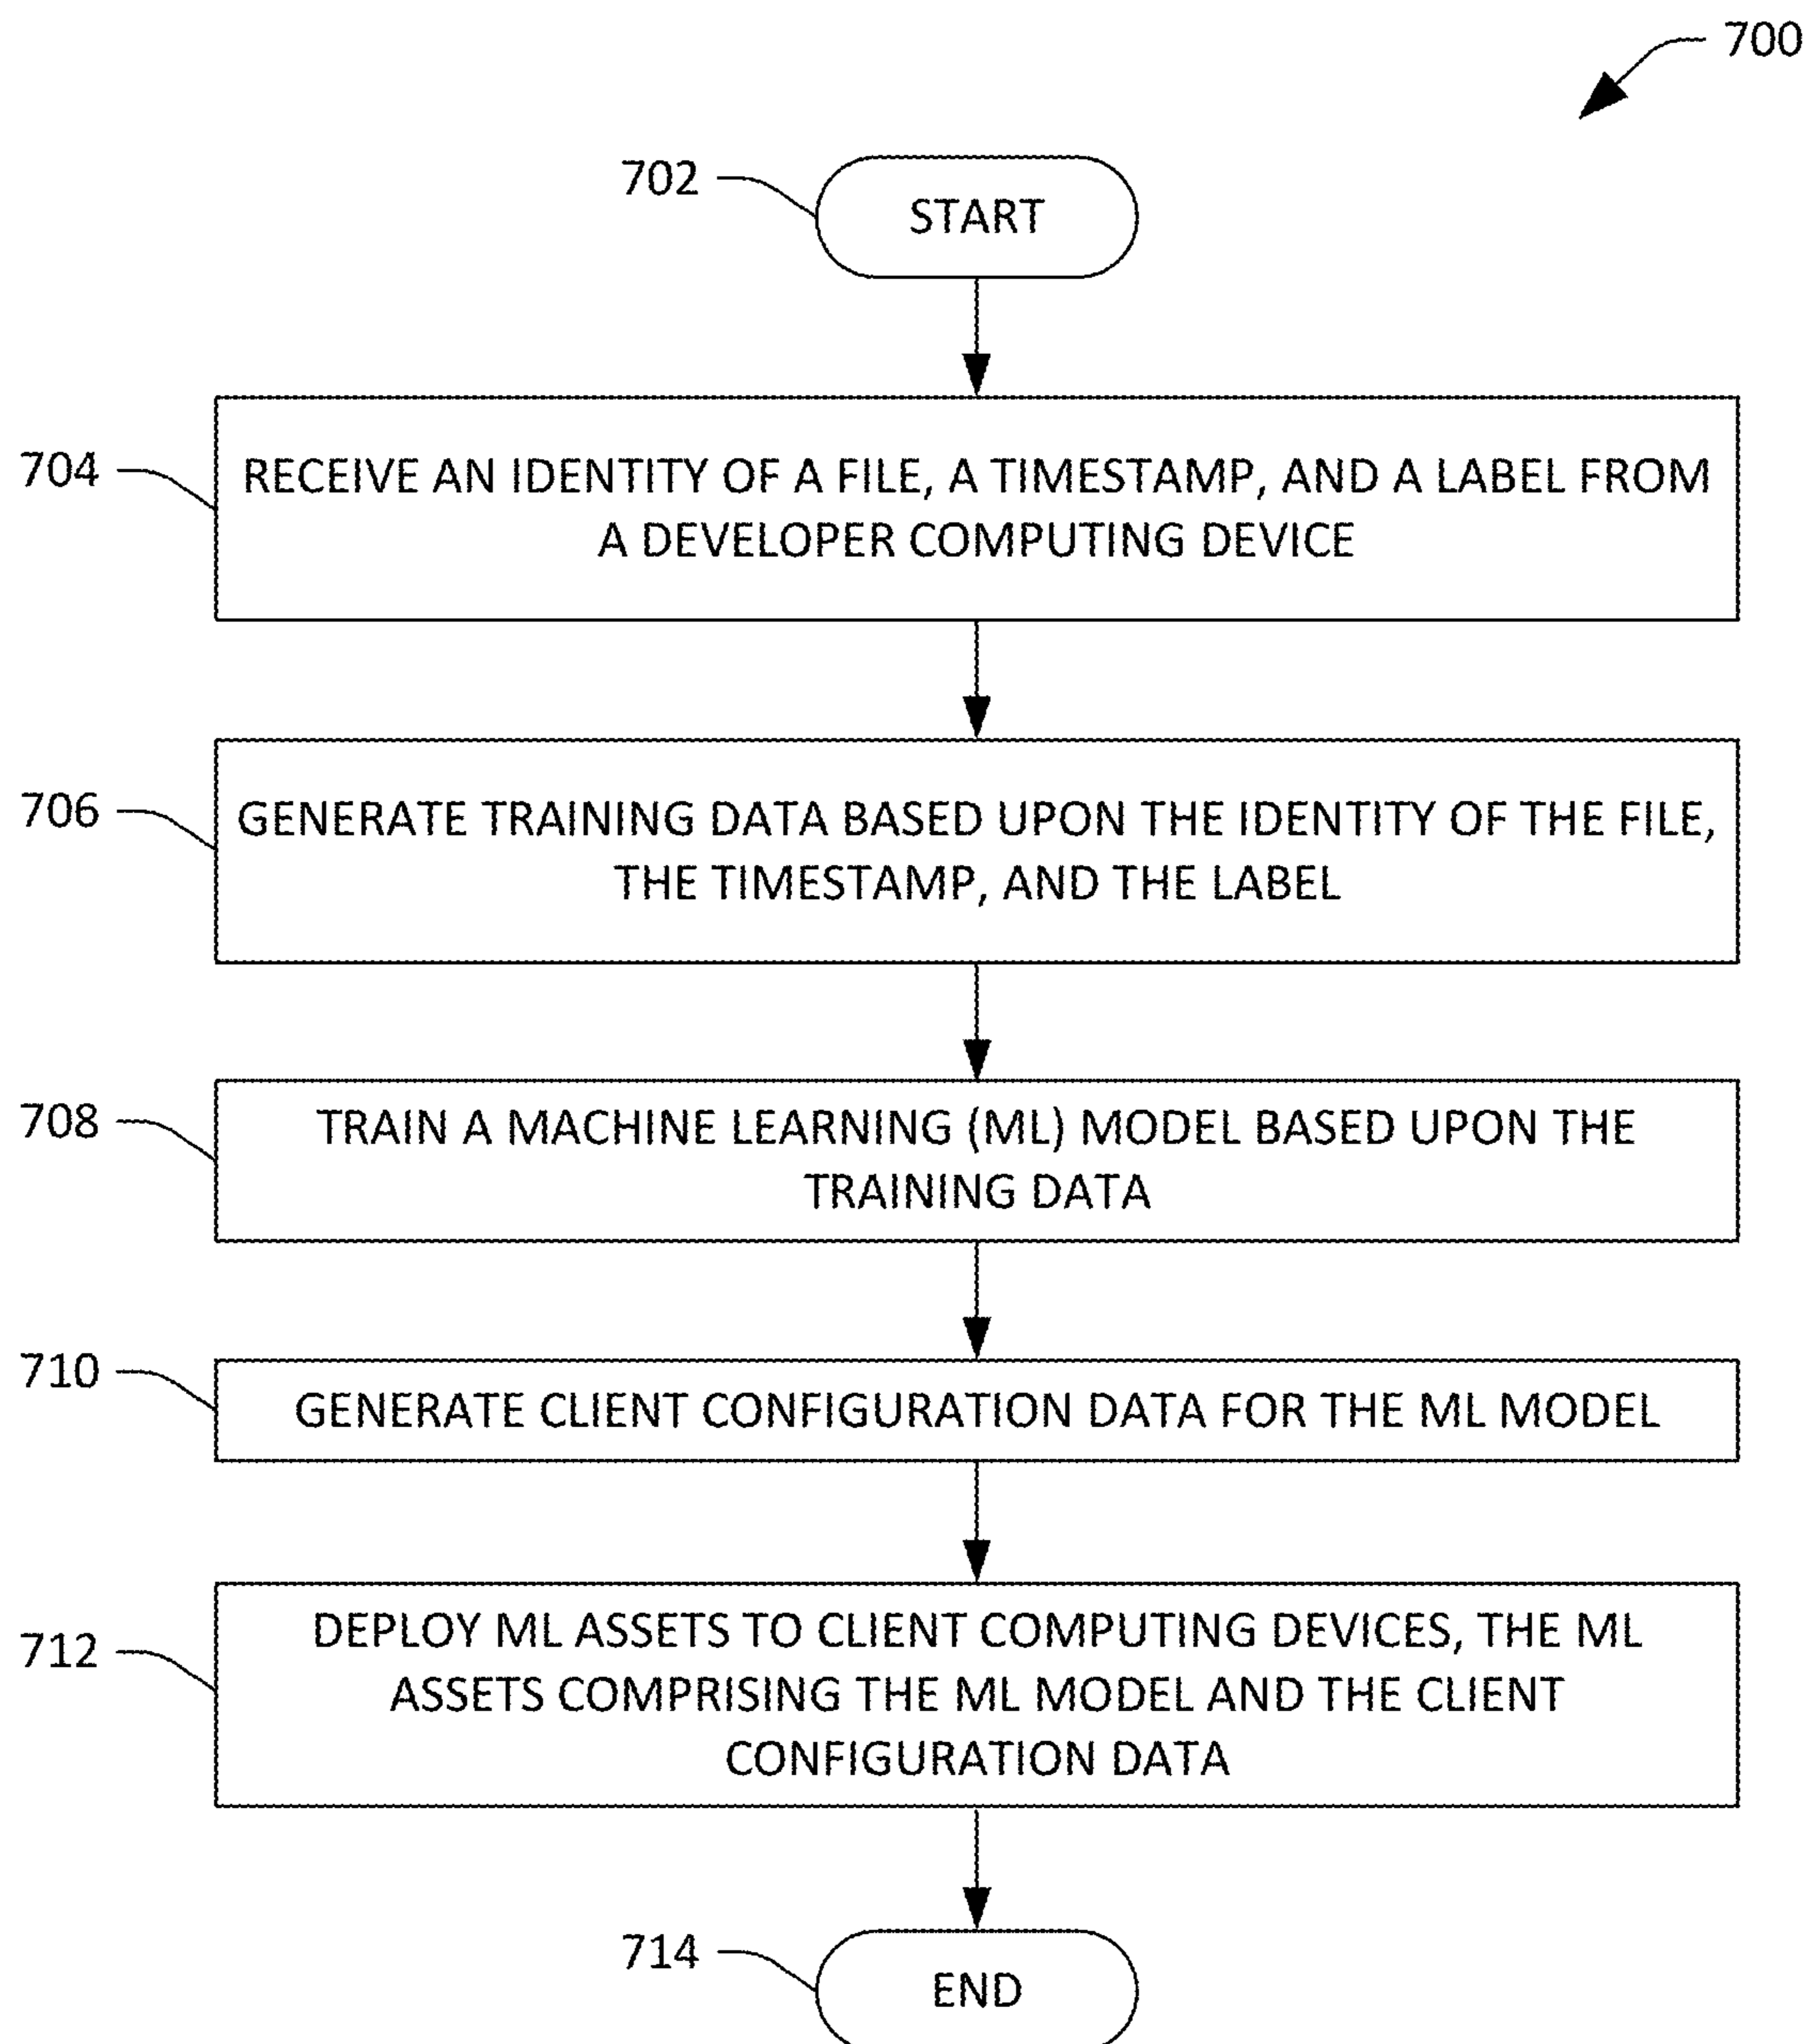 700
702
START
704
RECEIVE AN IDENTITY OF A FILE, A TIMESTAMP, AND A LABEL FROM
A DEVELOPER COMPUTING DEVICE
706
GENERATE TRAINING DATA BASED UPON THE IDENTITY OF THE FILE,
THE TIMESTAMP, AND THE LABEL
708
TRAIN A MACHINE LEARNING (ML) MODEL BASED UPON THE
TRAINING DATA
710
GENERATE CLIENT CONFIGURATION DATA FOR THE ML MODEL
712
DEPLOY ML ASSETS TO CLIENT COMPUTING DEVICES, THE ML
ASSETS COMPRISING THE ML MODEL AND THE CLIENT
CONFIGURATION DATA
714
END